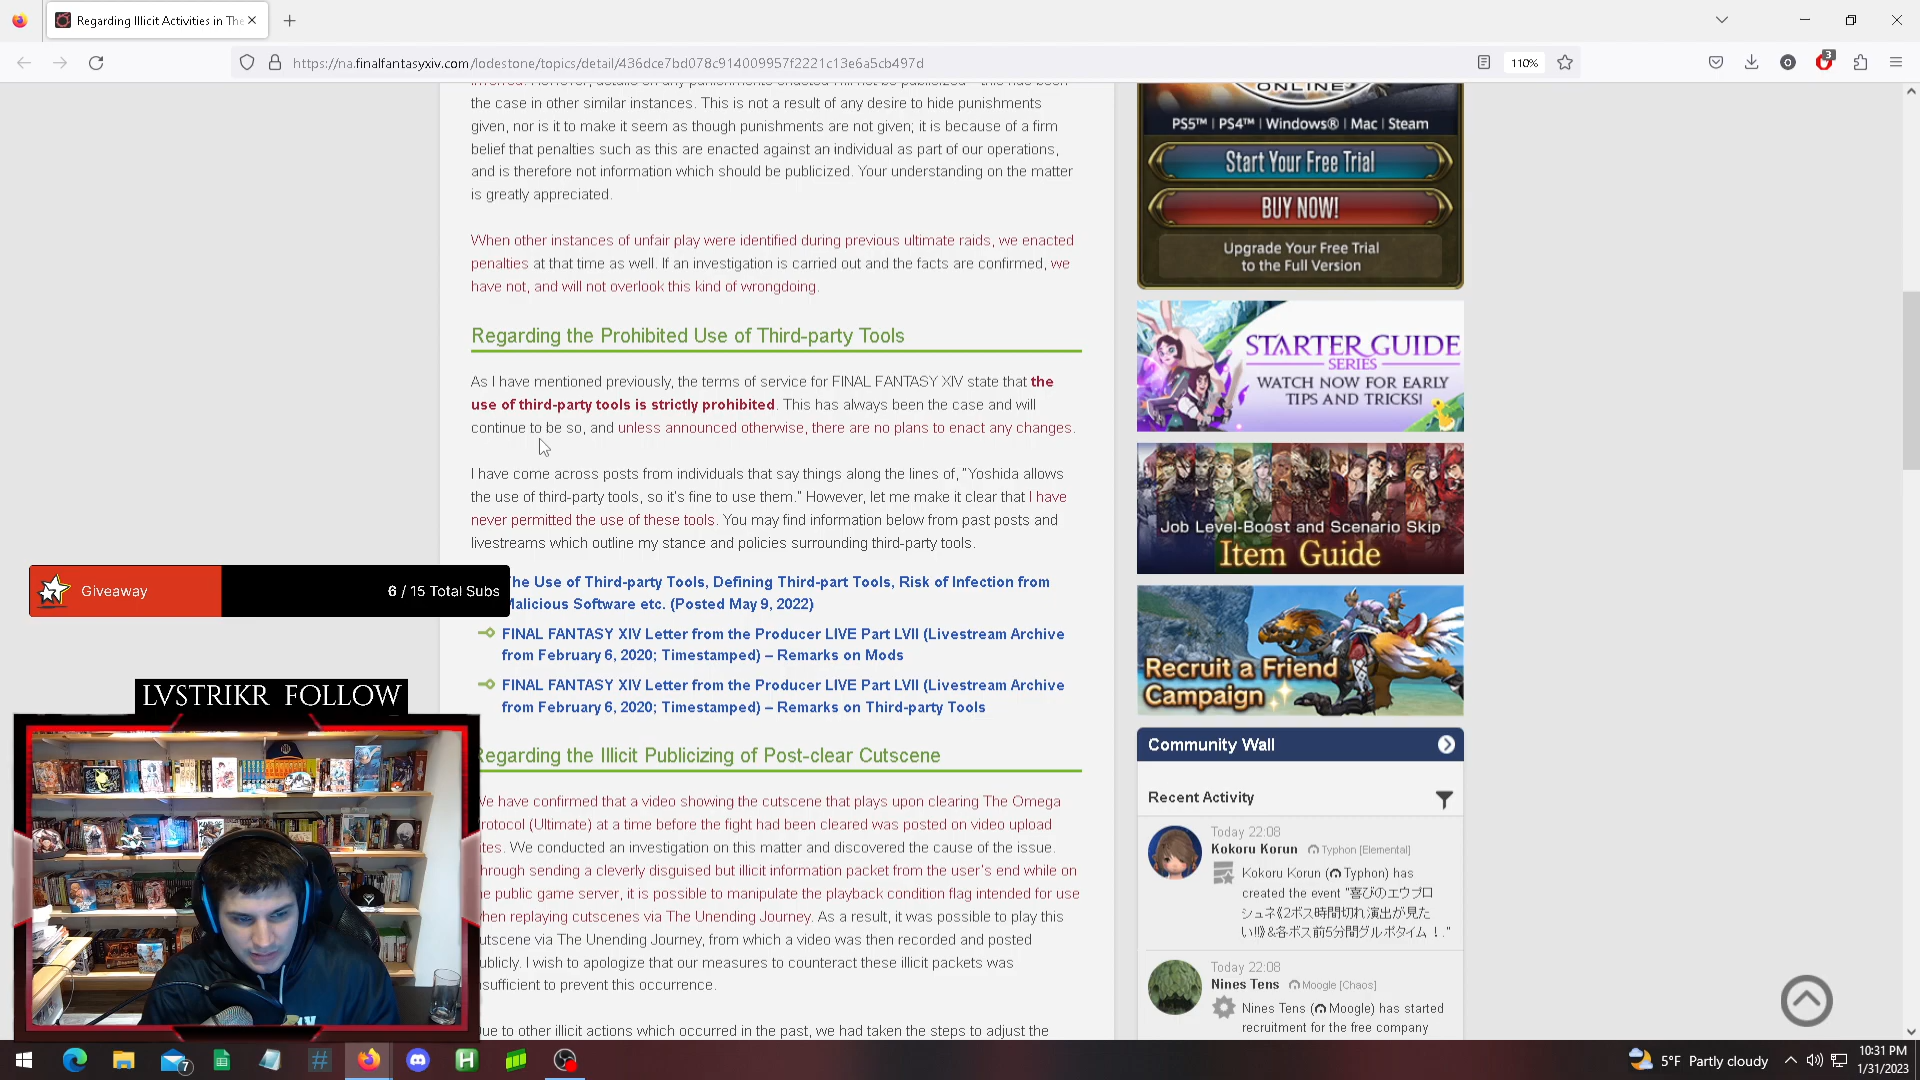 Regarding Illicit Activities in The
https://na.finalfantasyxiv.com/lodestone/topics/detail/436dce7bd078c914009957f2221c13e6a5cb497d
110%
3
the case in other similar instances. This is not a result of any desire to hide punishments
given, nor is it to make it seem as though punishments are not given; it is because of a firm
belief that penalties such as this are enacted against an individual as part of our operations,
and is therefore not information which should be publicized. Your understanding on the matter
is greatly appreciated.
When other instances of unfair play were identified during previous ultimate raids, we enacted
penalties at that time as well. If an investigation is carried out and the facts are confirmed, we
have not, and will not overlook this kind of wrongdoing.
Regarding the Prohibited Use of Third-party Tools
As I have mentioned previously, the terms of service for FINAL FANTASY XIV state that the
use of third-party tools is strictly prohibited. This has always been the case and will
continue to be so, and unless announced otherwise, there are no plans to enact any changes.
I have come across posts from individuals that say things along the lines of, "Yoshida allows
the use of third-party tools, so it's fine to use them." However, let me make it clear that I have
never permitted the use of these tools. You may find information below from past posts and
livestreams which outline my stance and policies surrounding third-party tools.
he Use of Third-party Tools, Defining Third-part Tools, Risk of Infection from
alicious Software etc. (Posted May 9, 2022)
FINAL FANTASY XIV Letter from the Producer LIVE Part LVII (Livestream Archive
from February 6, 2020; Timestamped) – Remarks on Mods
FINAL FANTASY XIV Letter from the Producer LIVE Part LVII (Livestream Archive
from February 6, 2020; Timestamped) – Remarks on Third-party Tools
egarding the Illicit Publicizing of Post-clear Cutscene
e have confirmed that a video showing the cutscene that plays upon clearing The Omega
rotocol (Ultimate) at a time before the fight had been cleared was posted on video upload
ites. We conducted an investigation on this matter and discovered the cause of the issue.
hrough sending a cleverly disguised but illicit information packet from the user's end while on
he public game server, it is possible to manipulate the playback condition flag intended for use
hen replaying cutscenes via The Unending Journey. As a result, it was possible to play this
utscene via The Unending Journey, from which a video was then recorded and posted
ublicly. I wish to apologize that our measures to counteract these illicit packets was
nsufficient to prevent this occurrence.
ue to other illicit actions which occurred in the past, we had taken the steps to adjust the
Giveaway
6 / 15 Total Subs
LVSTRIKR FOLLOW
ONLINE
PS5™ | PS4™ | Windows® | Mac | Steam
Start Your Free Trial
BUY NOW!
Upgrade Your Free Trial
to the Full Version
STARTER GUIDE
SERIES
WATCH NOW FOR EARLY
TIPS AND TRICKS!
Job Level-Boost and Scenario Skip
Item Guide
Recruit a Friend
Campaign
Community Wall
Recent Activity
Today 22:08
Kokoru Korun Typhon [Elemental]
Kokoru Korun (Typhon) has
created the event "喜びのエウブロ
シュネ《2ボス時間切れ演出が見た
い!!》&各ボス前5分間グルポタイム！."
Today 22:08
Nines Tens Moogle [Chaos]
Nines Tens (Moogle) has started
recruitment for the free company
7
5°F Partly cloudy
10:31 PM
1/31/2023